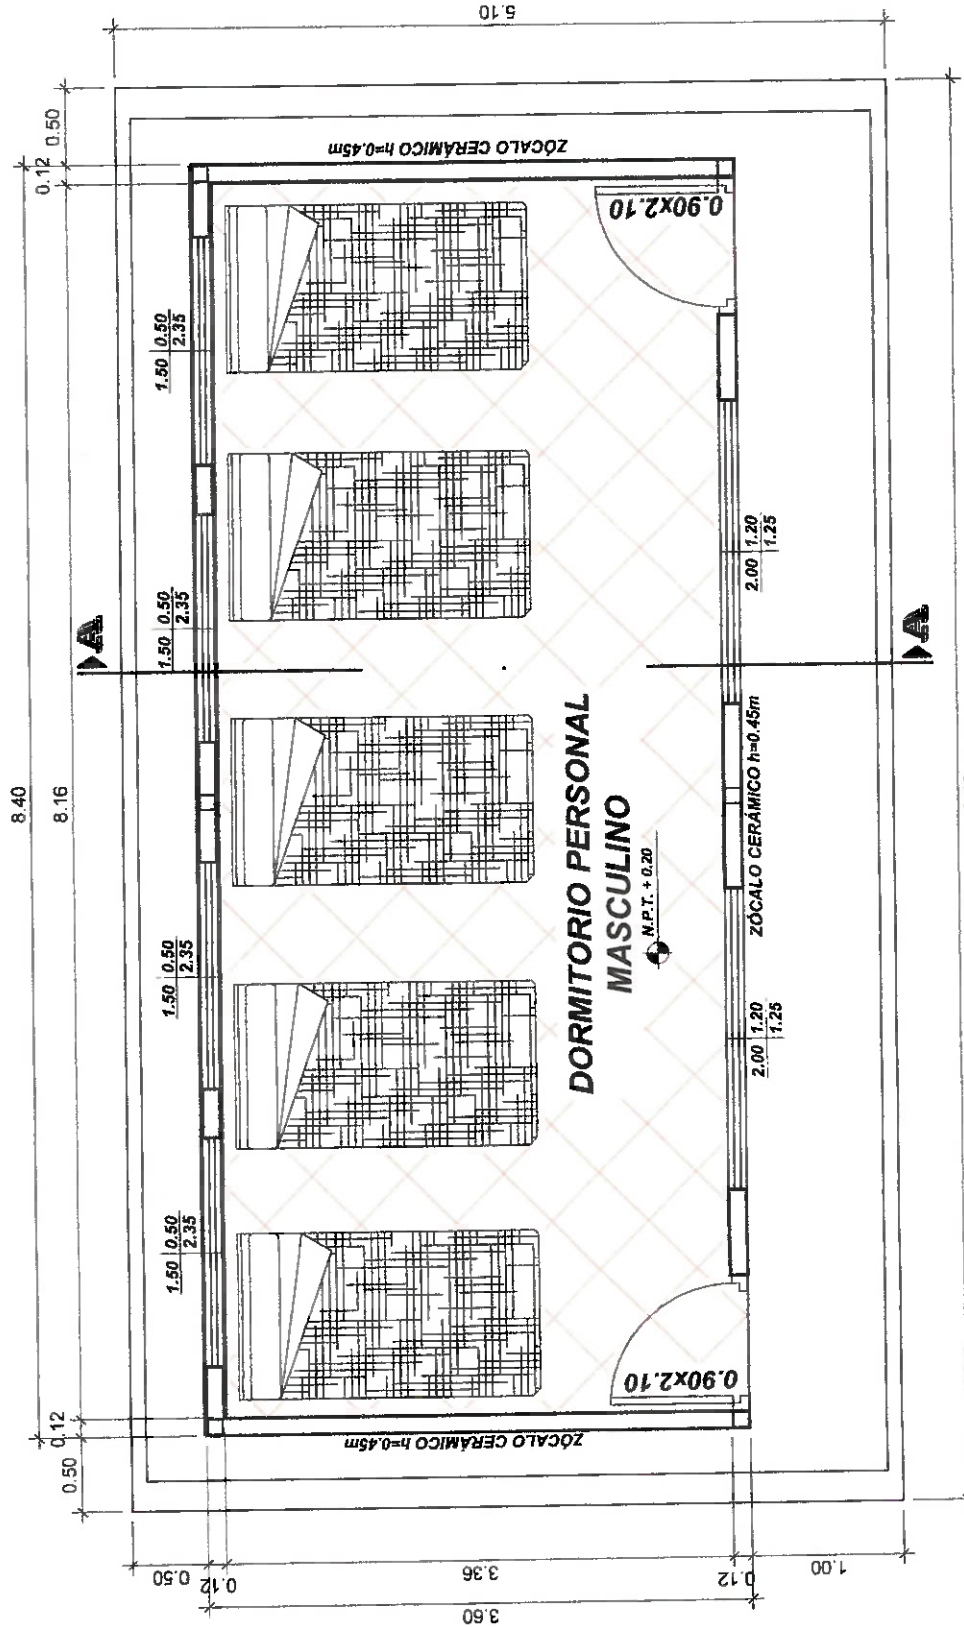 8.40
0.50
0.12
8.16
0.12
0.50
5.10
0.50
0.12
3.36
3.60
0.12
1.00
1.50 0.50
2.35
1.50 0.50
2.35
1.50 0.50
2.35
1.50 0.50
2.35
A
A
ZÓCALO CERÁMICO h=0.45m
ZÓCALO CERÁMICO h=0.45m
DORMITORIO PERSONAL
MASCULINO
N.P.T. + 0.20
0.90x2.10
0.90x2.10
2.00 1.20
1.25
2.00 1.20
1.25
ZÓCALO CERÁMICO h=0.45m